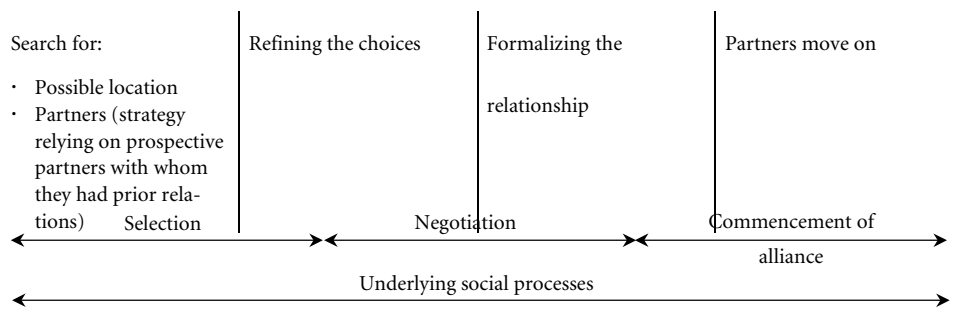 Search for:
· Possible location
· Partners (strategy
relying on prospective
partners with whom
they had prior rela-
tions)
Refining the choices
Formalizing the
relationship
Partners move on
Selection
Negotiation
Commencement of
alliance
Underlying social processes